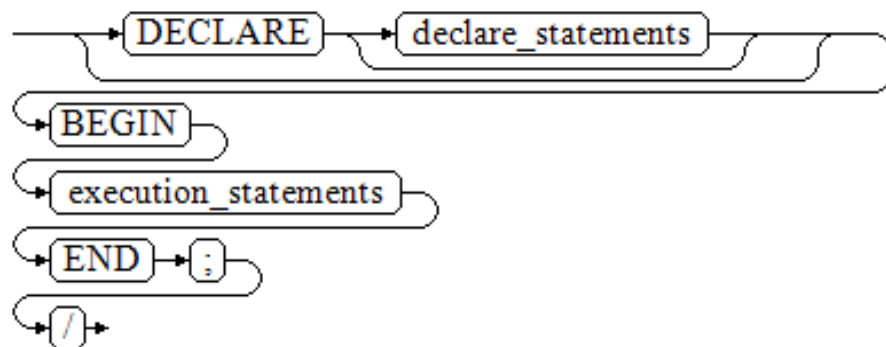 DECLARE declare_statements
BEGIN
execution_statements
END ;
/